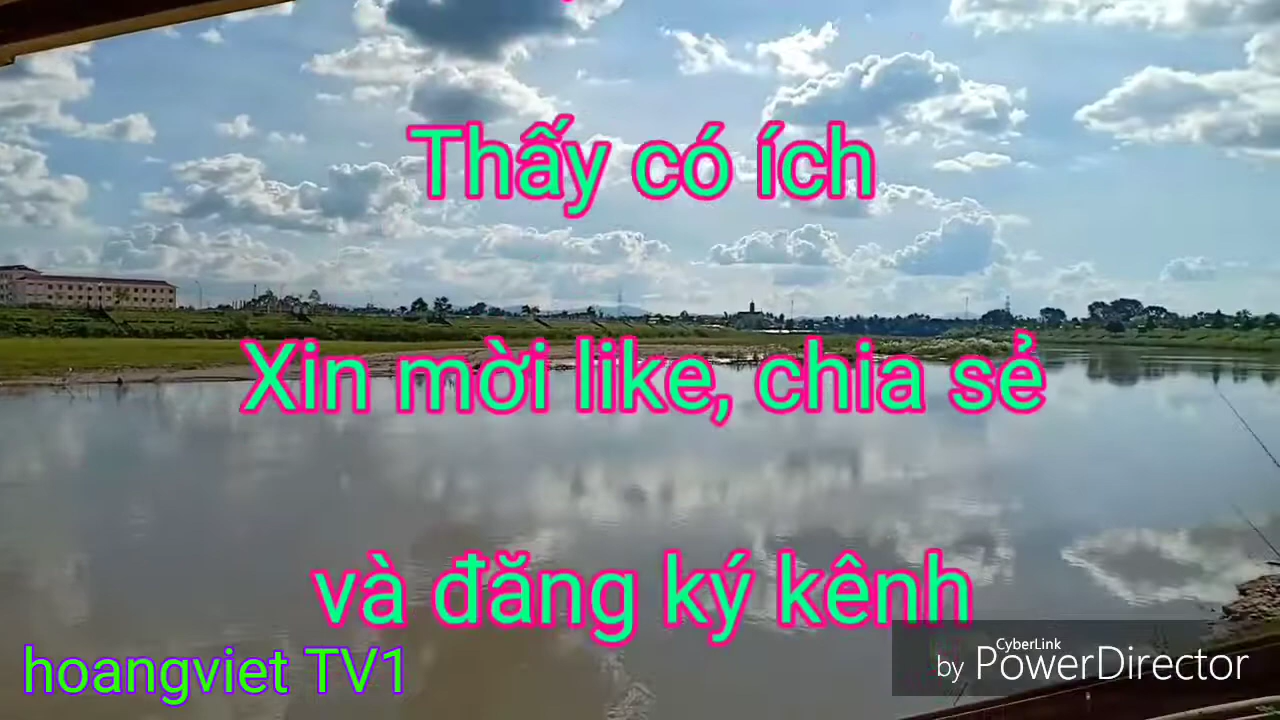 Thấy có ích
Xin mời like, chia sẻ
và đăng ký kênh
hoangviet TV1
CyberLink
by PowerDirector